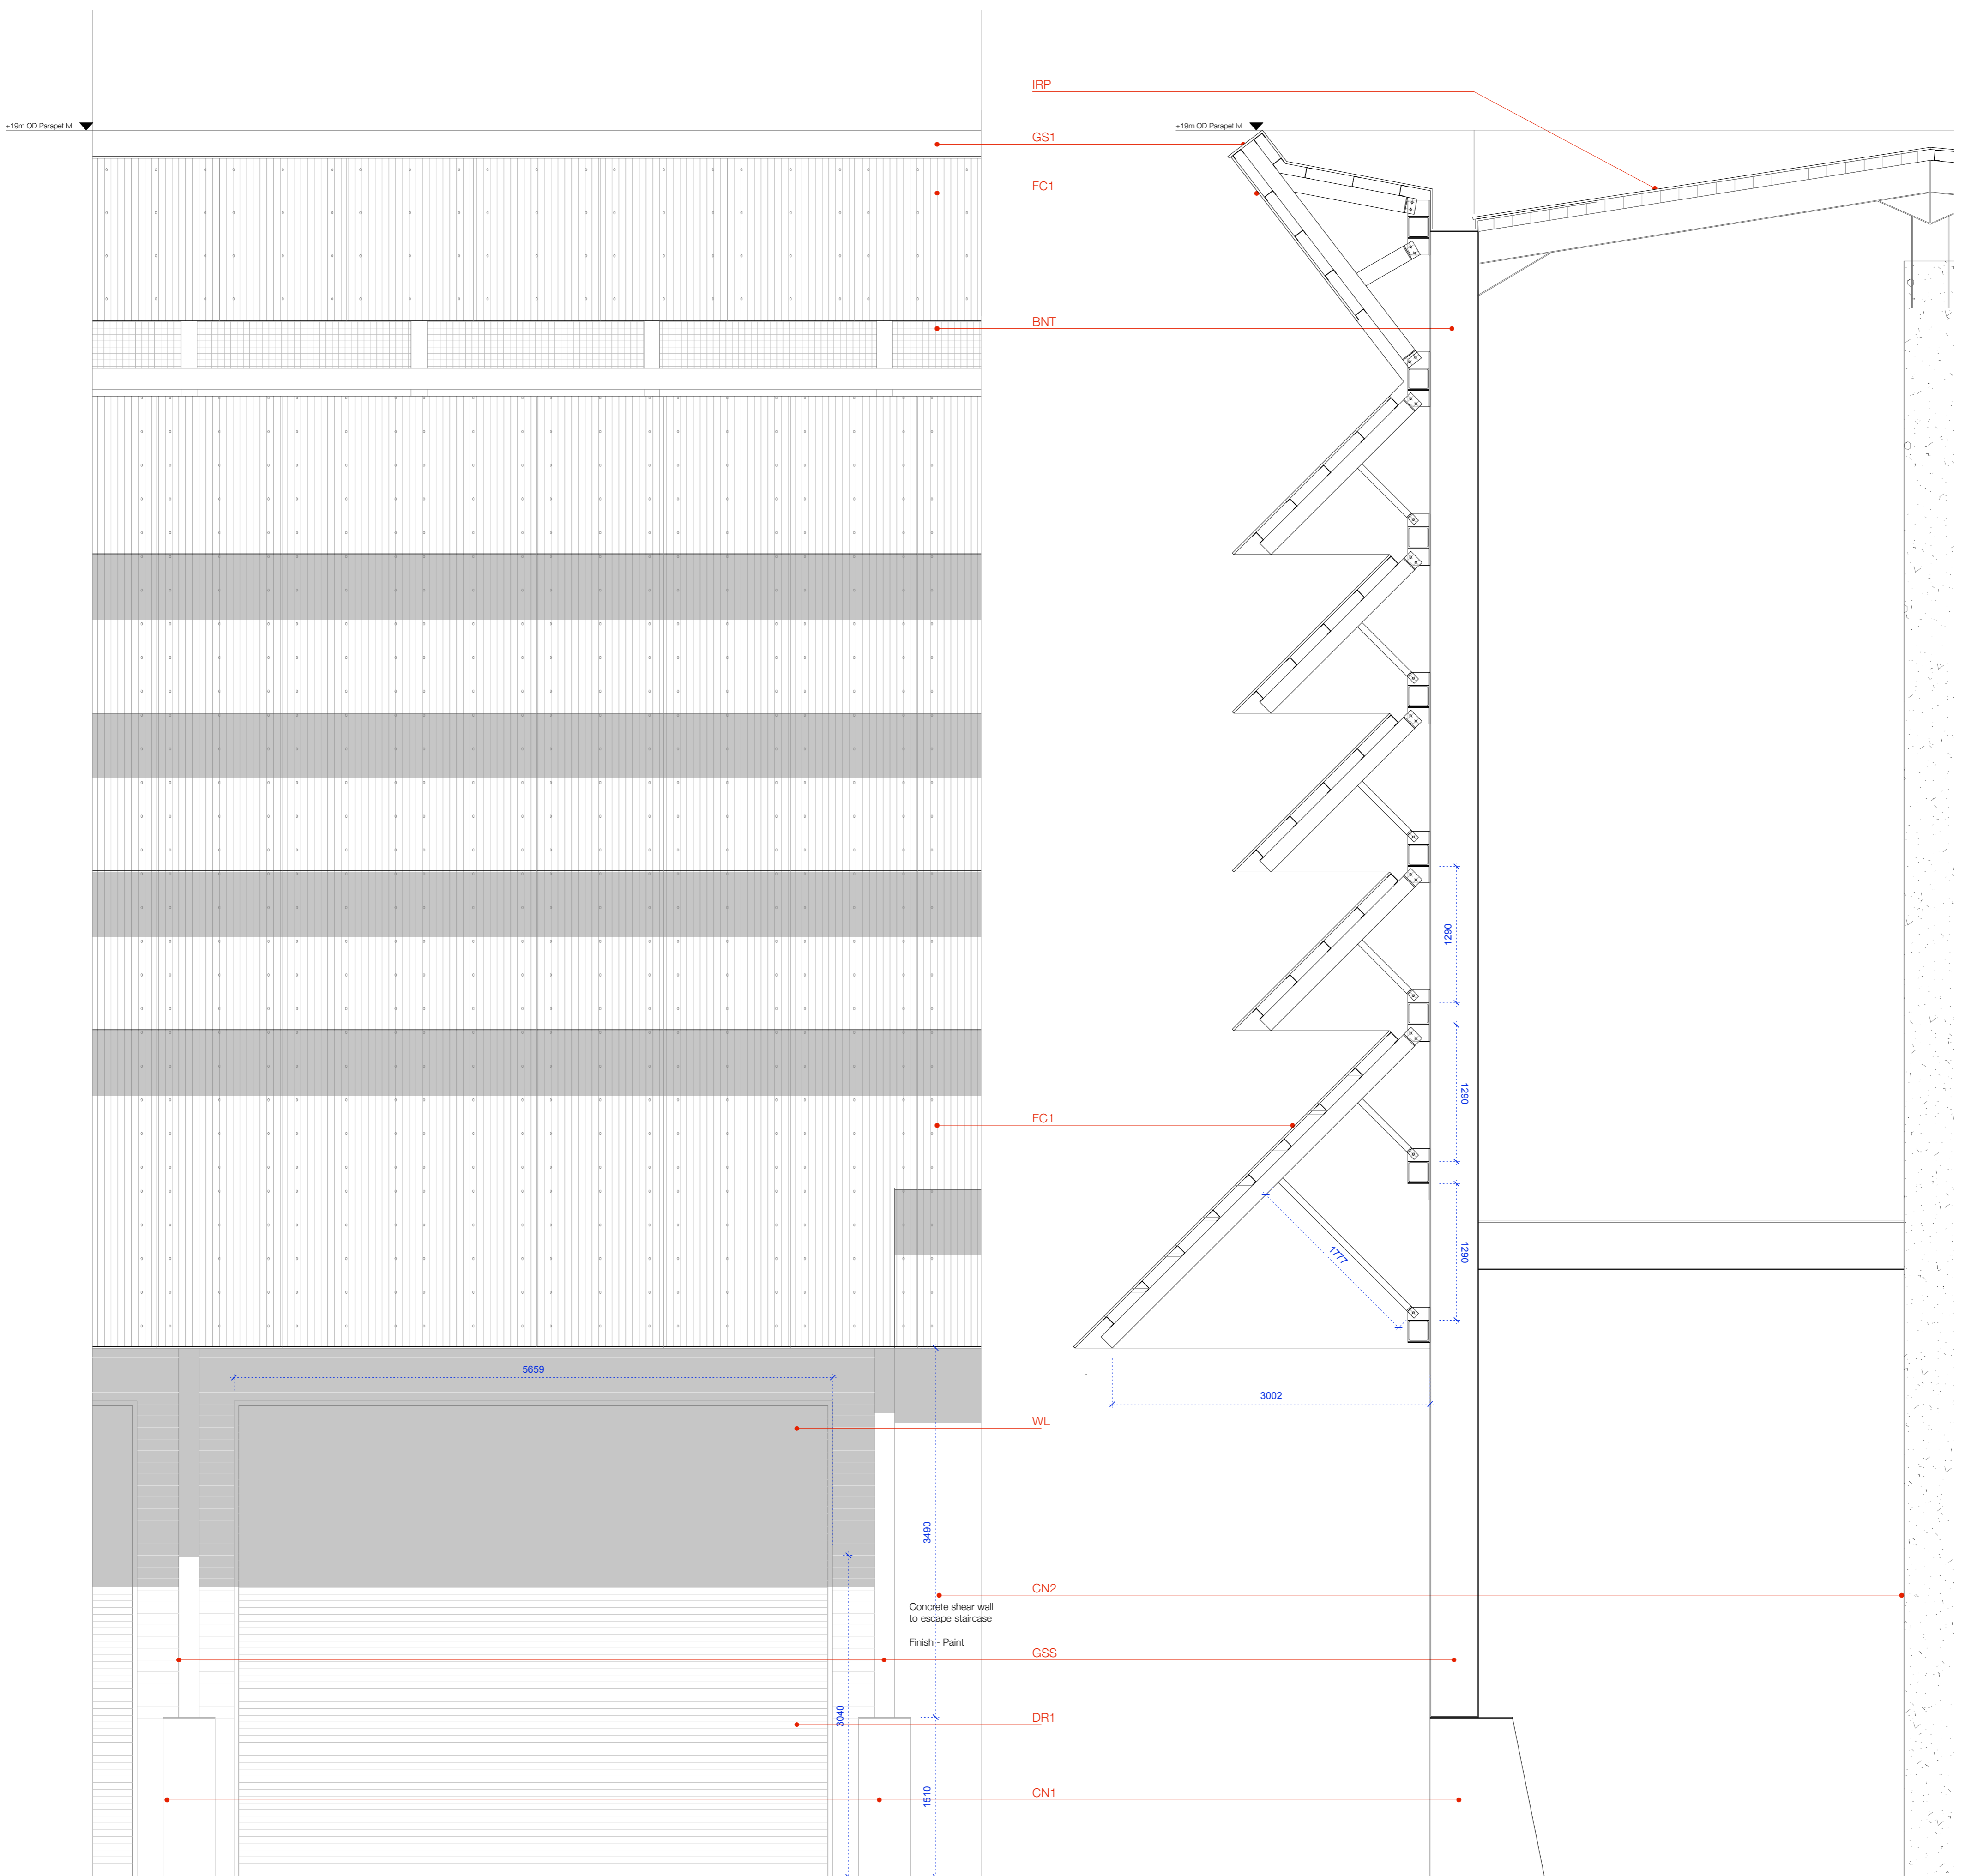 IRP
+19m OD Parapet lvl
+19m OD Parapet lvl
GS1
FC1
BNT
1290
1290
FC1
1290
1777
5659
3002
WL
3490
CN2
Concrete shear wall
to escape staircase
Finish - Paint
GSS
3040
DR1
CN1
1510